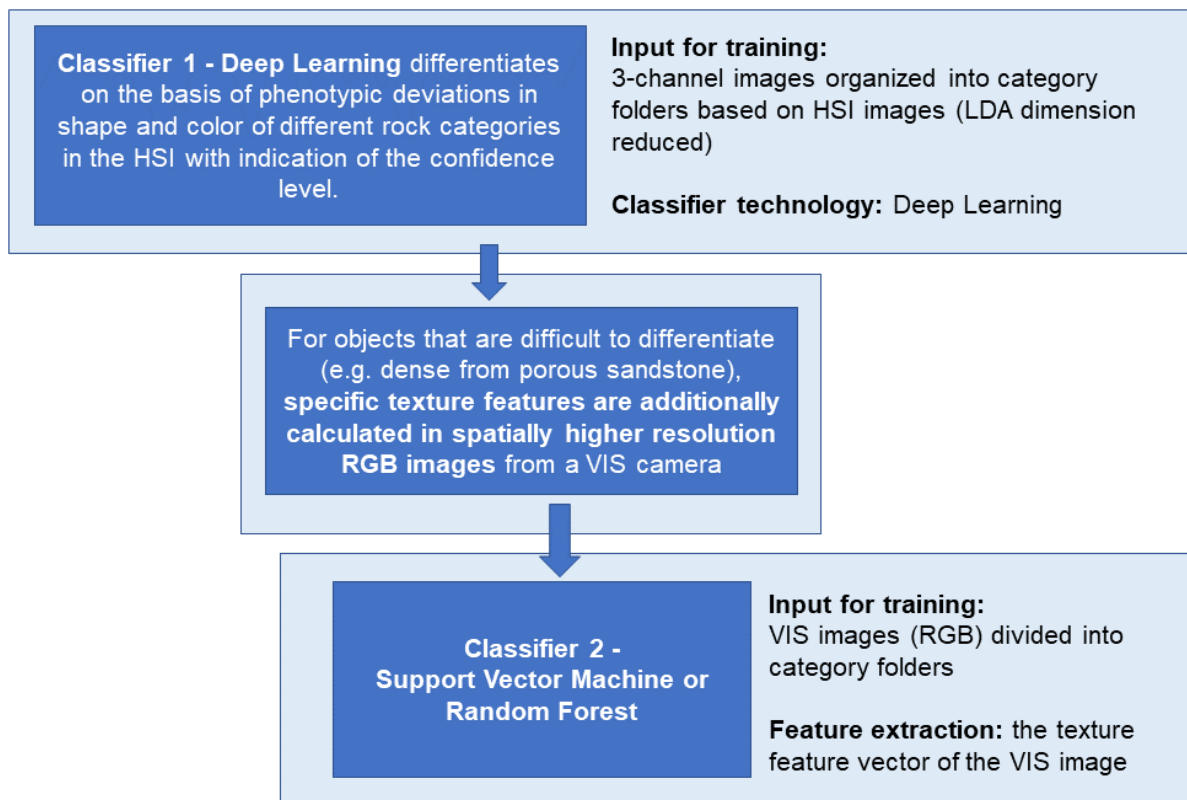 Classifier 1 - Deep Learning differentiates
on the basis of phenotypic deviations in
shape and color of different rock categories
in the HSI with indication of the confidence
level.
Input for training:
3-channel images organized into category
folders based on HSI images (LDA dimension
reduced)
Classifier technology: Deep Learning
For objects that are difficult to differentiate
(e.g. dense from porous sandstone),
specific texture features are additionally
calculated in spatially higher resolution
RGB images from a VIS camera
Classifier 2 -
Support Vector Machine or
Random Forest
Input for training:
VIS images (RGB) divided into
category folders
Feature extraction: the texture
feature vector of the VIS image